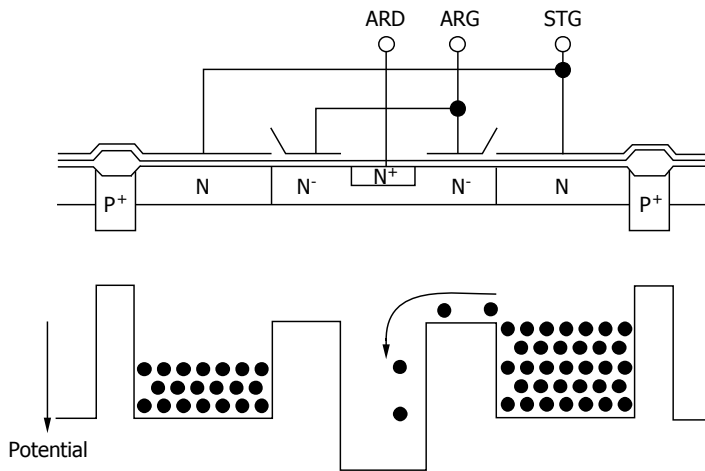 ARD ARG STG
N N⁻ N⁺ N⁻ N
P⁺ P⁺
Potential